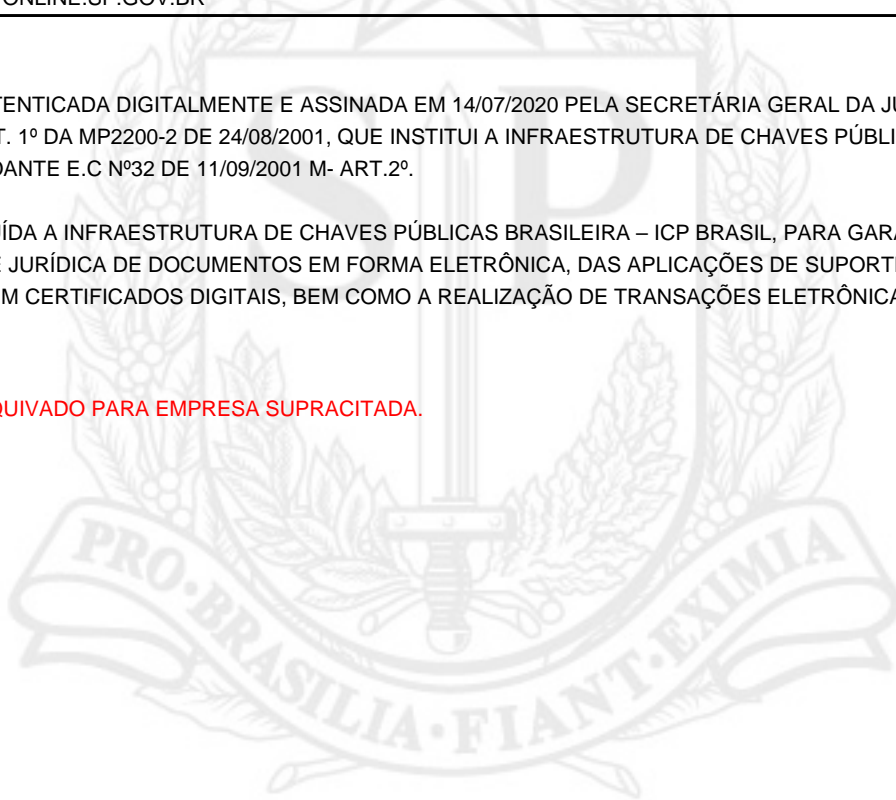 ONLINE.SP.GOV.BR
TENTICADA DIGITALMENTE E ASSINADA EM 14/07/2020 PELA SECRETÁRIA GERAL DA JU
T. 1º DA MP2200-2 DE 24/08/2001, QUE INSTITUI A INFRAESTRUTURA DE CHAVES PÚBLI
DANTE E.C Nº32 DE 11/09/2001 M- ART.2º.
ÍDA A INFRAESTRUTURA DE CHAVES PÚBLICAS BRASILEIRA – ICP BRASIL, PARA GARA
E JURÍDICA DE DOCUMENTOS EM FORMA ELETRÔNICA, DAS APLICAÇÕES DE SUPORTE
M CERTIFICADOS DIGITAIS, BEM COMO A REALIZAÇÃO DE TRANSAÇÕES ELETRÔNICA
QUIVADO PARA EMPRESA SUPRACITADA.
SP
PRO•BRASILIA•FIANT•EXIMIA